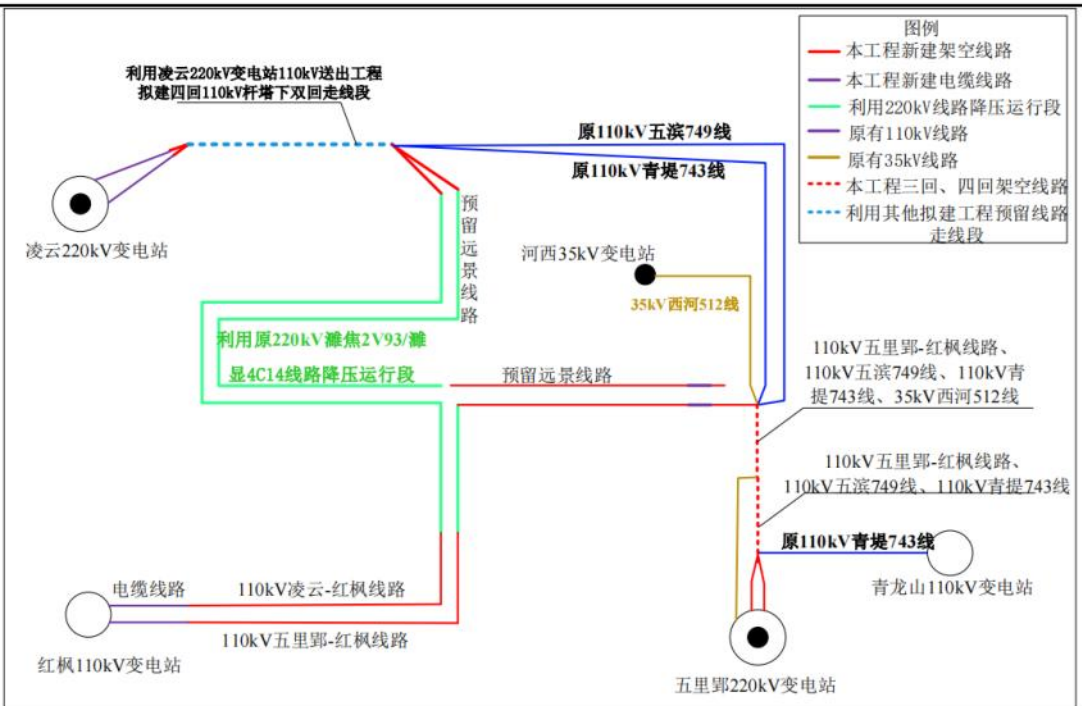 图例
本工程新建架空线路
本工程新建电缆线路
利用220kV线路降压运行段
原有110kV线路
原有35kV线路
本工程三回、四回架空线路
利用其他拟建工程预留线路
走线段
利用凌云220kV变电站110kV送出工程
拟建四回110kV杆塔下双回走线段
原110kV五滨749线
原110kV青堤743线
凌云220kV变电站
预留远景线路
河西35kV变电站
35kV西河512线
利用原220kV濉焦2V93/濉
显4C14线路降压运行段
预留远景线路
110kV五里郢-红枫线路、
110kV五滨749线、110kV青
提743线、35kV西河512线
110kV五里郢-红枫线路、
110kV五滨749线、110kV青提743线
原110kV青堤743线
青龙山110kV变电站
电缆线路
110kV凌云-红枫线路
110kV五里郢-红枫线路
红枫110kV变电站
五里郢220kV变电站